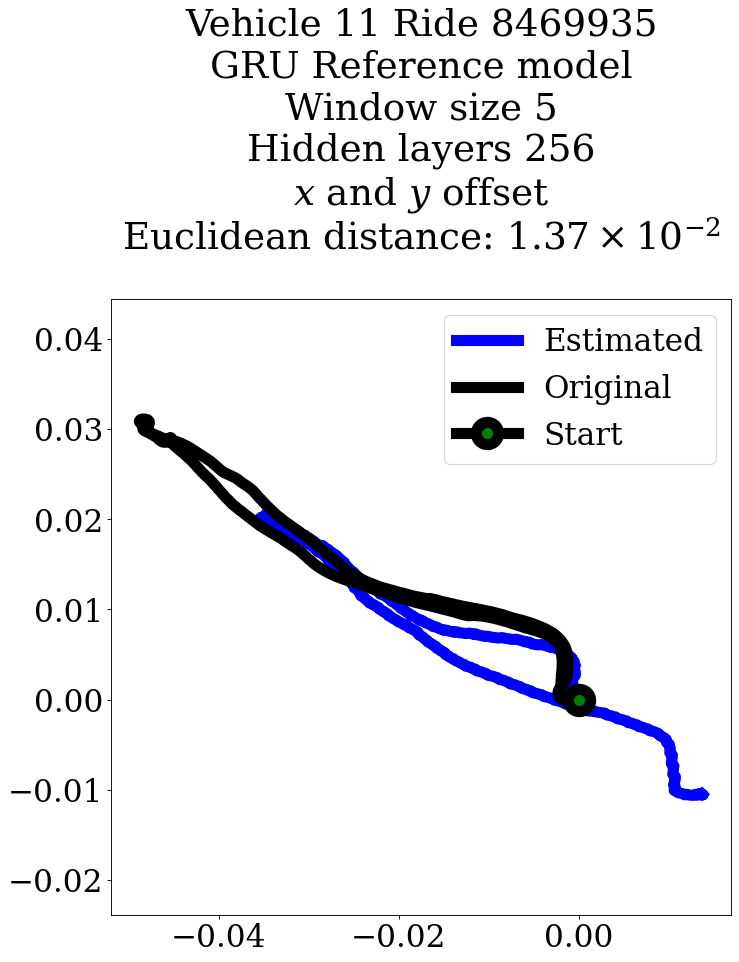 Vehicle 11 Ride 8469935
GRU Reference model
Window size 5
Hidden layers 256
x and y offset
Euclidean distance: 1.37 × 10⁻²
Estimated
Original
Start
0.04
0.03
0.02
0.01
0.00
−0.01
−0.02
−0.04 −0.02 0.00